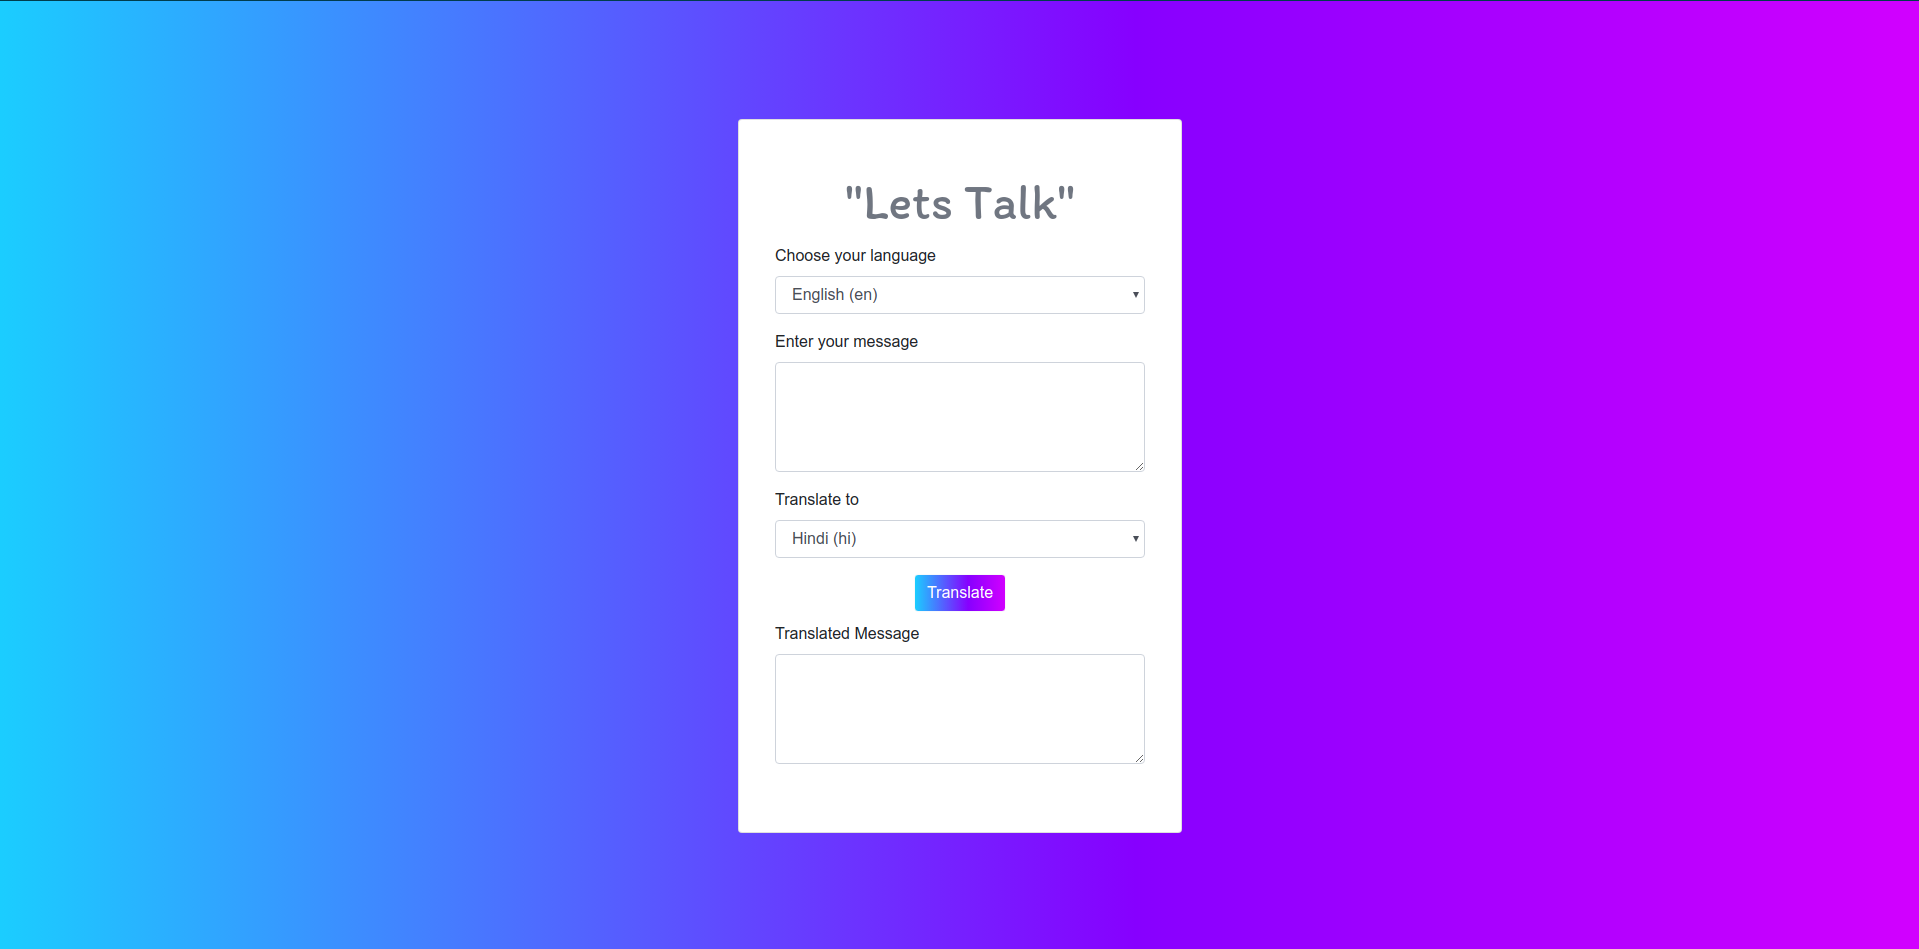 "Lets Talk"
Choose your language
English (en)
Enter your message
Translate to
Hindi (hi)
Translate
Translated Message